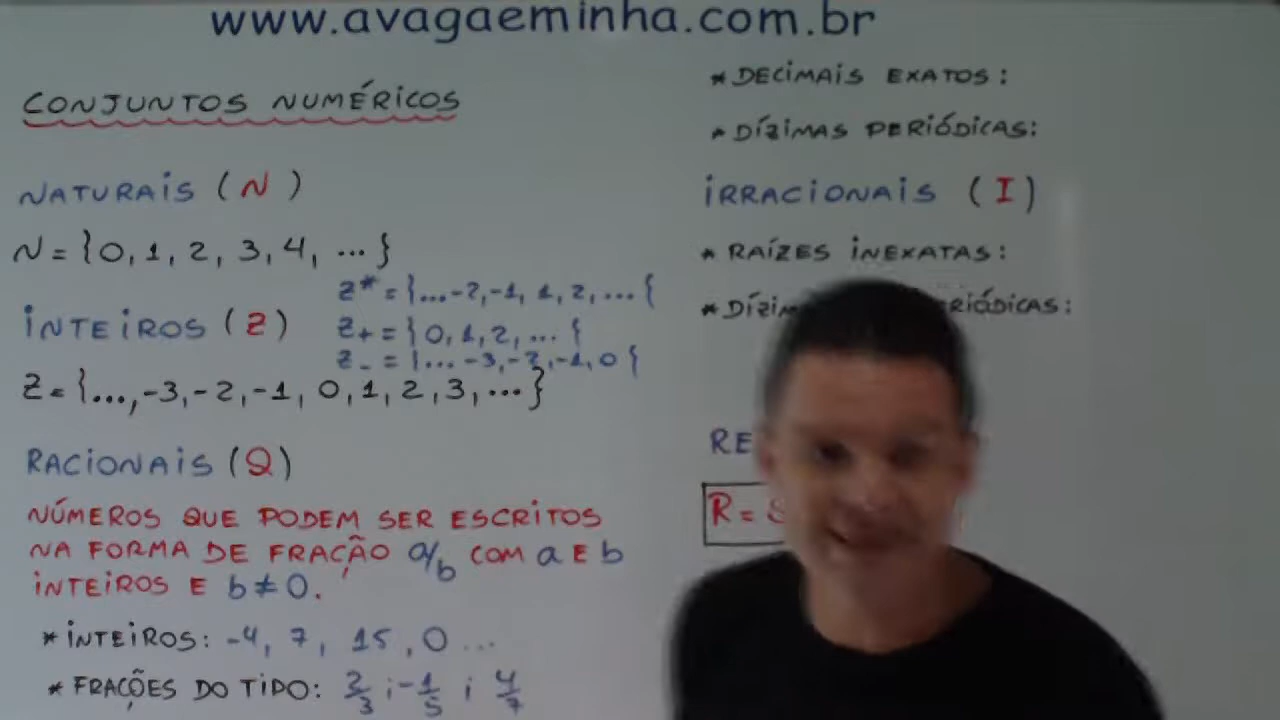 www.avagaeminha.com.br
CONJUNTOS NUMÉRICOS
NATURAIS (N)
N = {0, 1, 2, 3, 4, ... }
INTEIROS (Z)
Z* = {...-2,-1, 1, 2, ... {
Z+ = {0, 1, 2, ... {
Z_ = {... -3,-2,-1, 0 {
Z = {..., -3, -2, -1, 0, 1, 2, 3, ... }
RACIONAIS (Q)
NÚMEROS QUE PODEM SER ESCRITOS
NA FORMA DE FRAÇÃO a/b COM a E b
INTEIROS E b ≠ 0.
* INTEIROS: -4, 7, 15, 0 ...
* FRAÇÕES DO TIPO: 2/3 ; -1/5 ; 4/7
* DECIMAIS EXATOS:
* DÍZIMAS PERIÓDICAS:
IRRACIONAIS (I)
* RAÍZES INEXATAS: